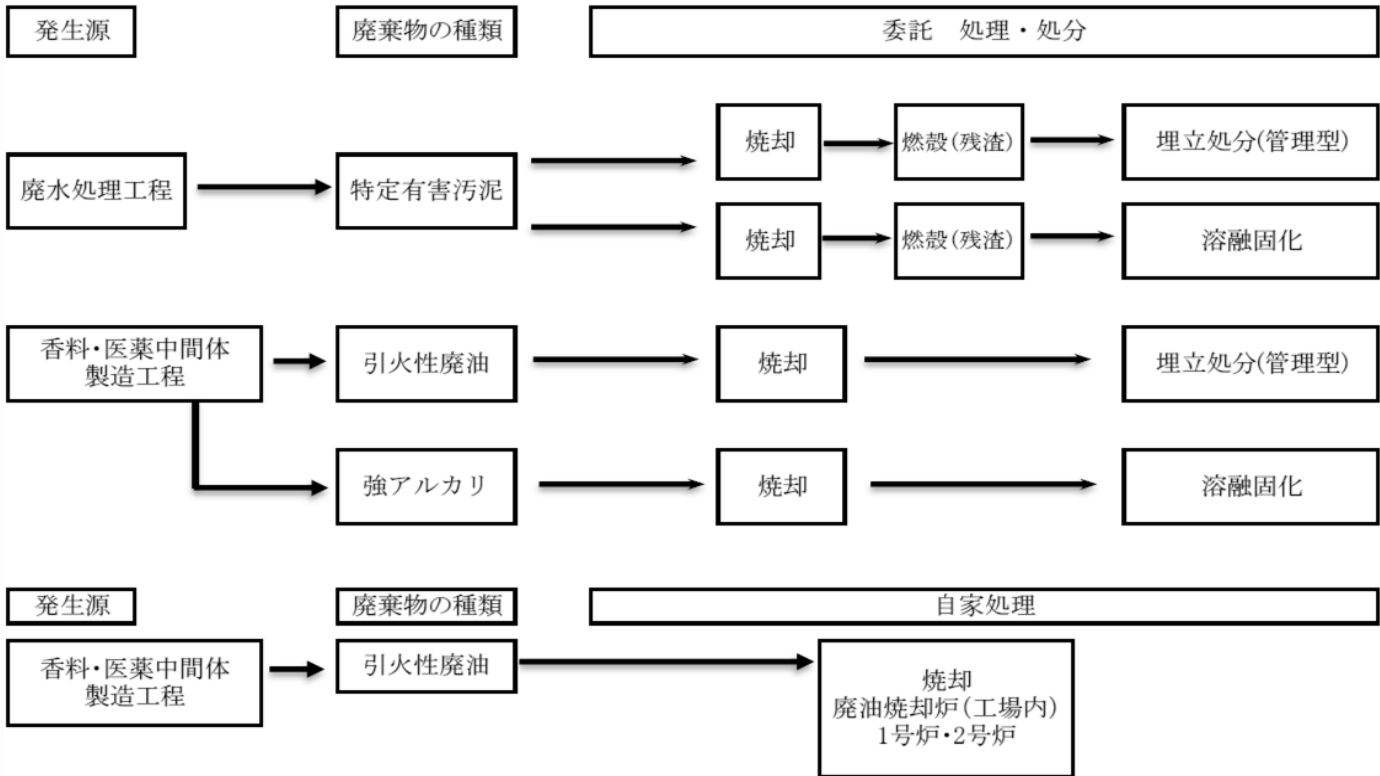 発生源
廃棄物の種類
委託　処理・処分
廃水処理工程
特定有害汚泥
焼却
燃殻(残渣)
埋立処分(管理型)
焼却
燃殻(残渣)
溶融固化
香料・医薬中間体
製造工程
引火性廃油
焼却
埋立処分(管理型)
強アルカリ
焼却
溶融固化
発生源
廃棄物の種類
自家処理
香料・医薬中間体
製造工程
引火性廃油
焼却
廃油焼却炉(工場内)
1号炉・2号炉